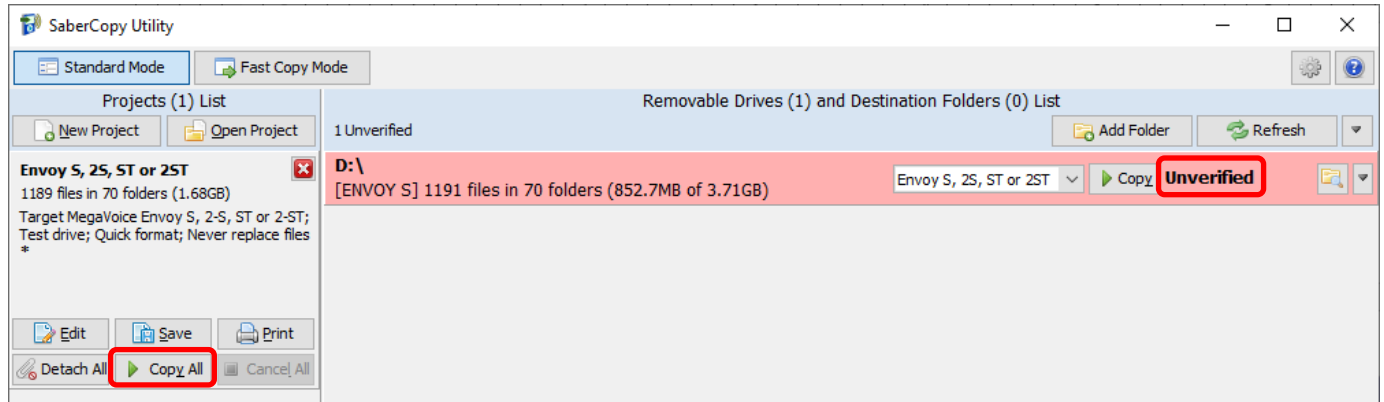 SaberCopy Utility
Standard Mode Fast Copy Mode
Projects (1) List
New Project Open Project
Envoy S, 2S, ST or 2ST
1189 files in 70 folders (1.68GB)
Target MegaVoice Envoy S, 2-S, ST or 2-ST;
Test drive; Quick format; Never replace files
*
Edit Save Print
Detach All Copy All Cancel All
Removable Drives (1) and Destination Folders (0) List
1 Unverified Add Folder Refresh
D:\
[ENVOY S] 1191 files in 70 folders (852.7MB of 3.71GB)
Envoy S, 2S, ST or 2ST Copy Unverified